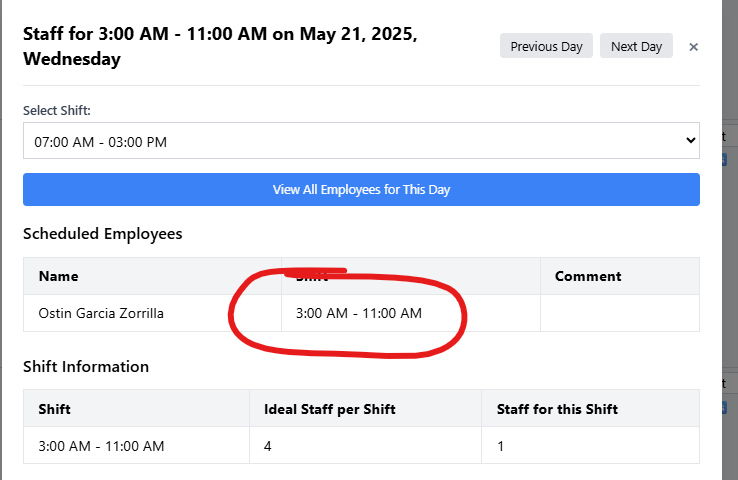 Staff for 3:00 AM - 11:00 AM on May 21, 2025,
Wednesday
Previous Day
Next Day
×
Select Shift:
07:00 AM - 03:00 PM
View All Employees for This Day
Scheduled Employees
Name Shift Comment
Ostin Garcia Zorrilla 3:00 AM - 11:00 AM
Shift Information
Shift Ideal Staff per Shift Staff for this Shift
3:00 AM - 11:00 AM 4 1